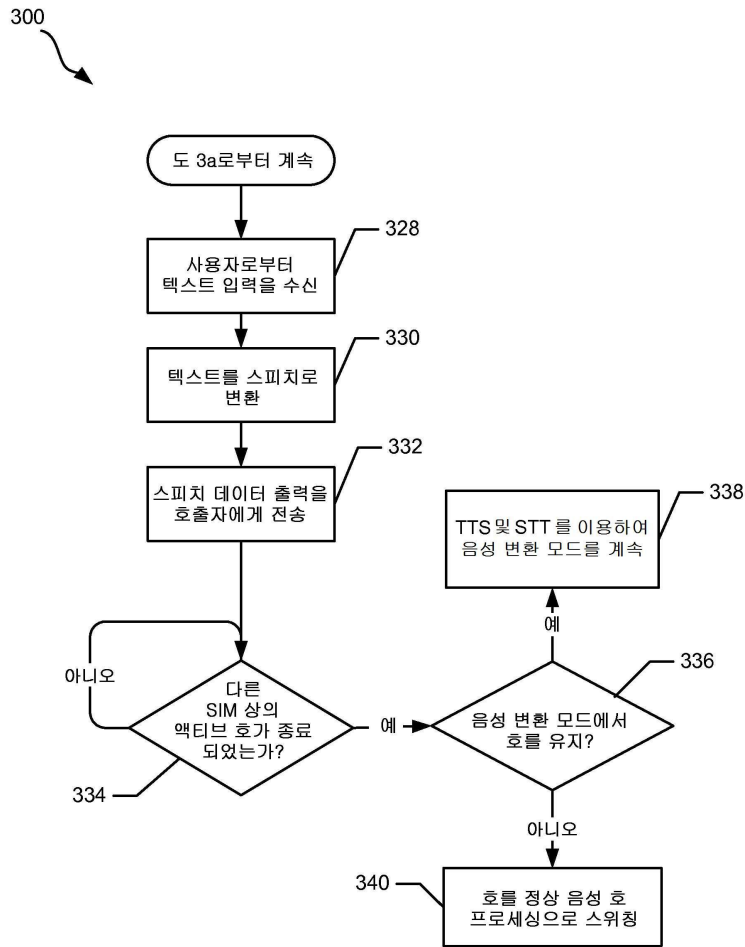 300
도 3a로부터 계속
328
사용자로부터
텍스트 입력을 수신
330
텍스트를 스피치로
변환
332
스피치 데이터 출력을
호출자에게 전송
338
TTS 및 STT 를 이용하여
음성 변환 모드를 계속
예
336
아니오
다른
SIM 상의
액티브 호가 종료
되었는가?
예
음성 변환 모드에서
호를 유지?
334
아니오
340
호를 정상 음성 호
프로세싱으로 스위칭